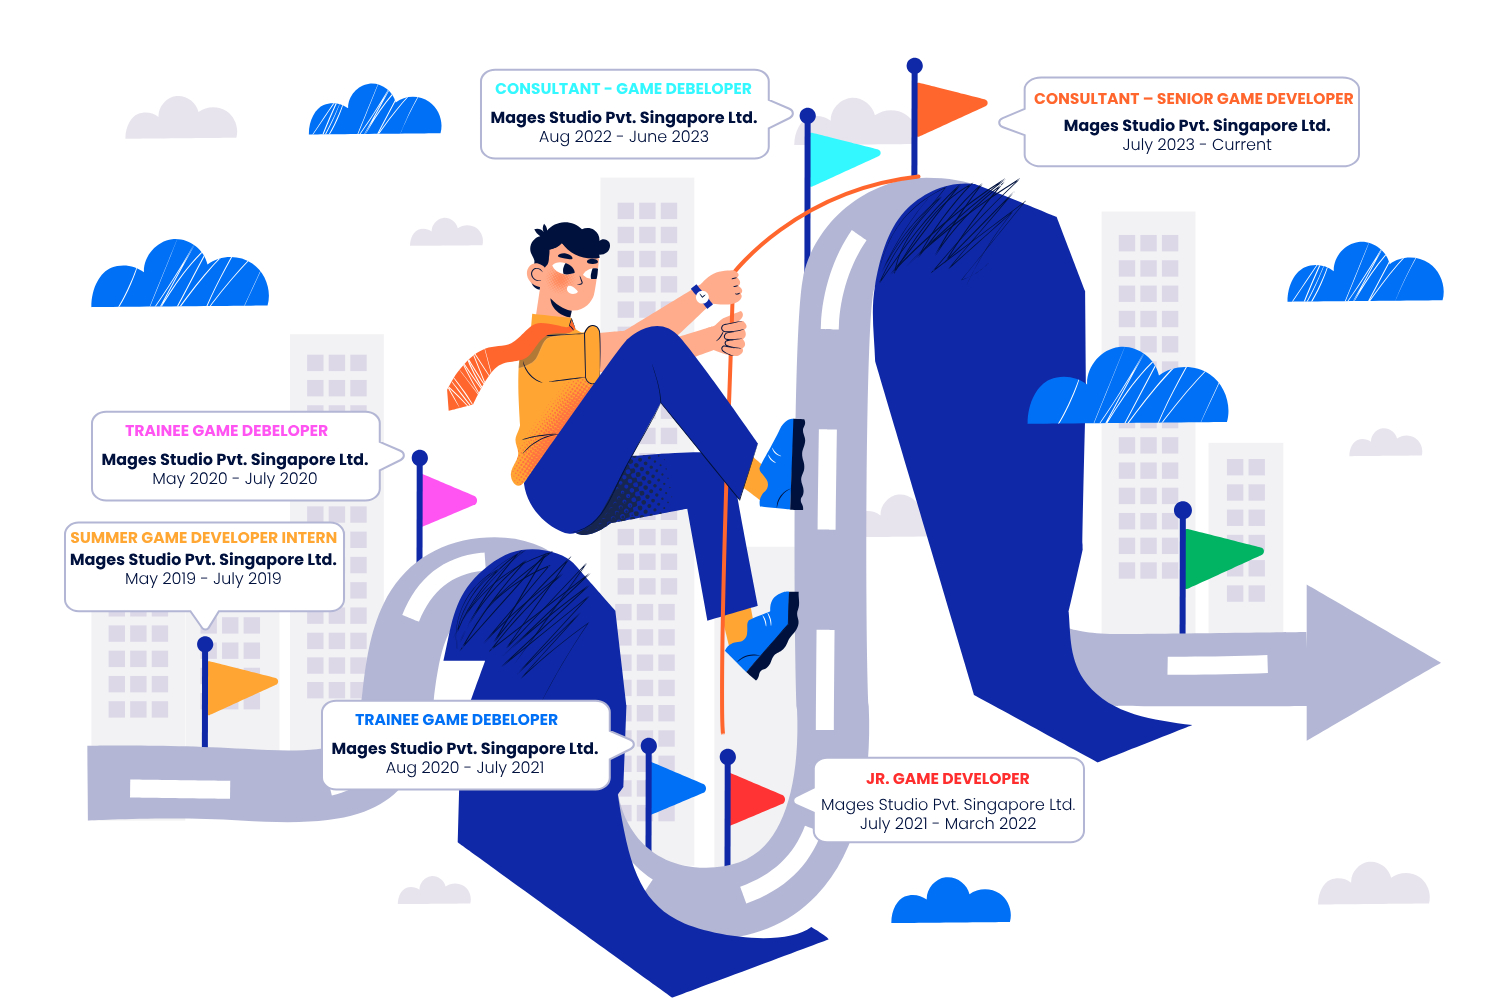 CONSULTANT - GAME DEBELOPER
Mages Studio Pvt. Singapore Ltd.
Aug 2022 - June 2023
CONSULTANT – SENIOR GAME DEVELOPER
Mages Studio Pvt. Singapore Ltd.
July 2023 - Current
TRAINEE GAME DEBELOPER
Mages Studio Pvt. Singapore Ltd.
May 2020 - July 2020
SUMMER GAME DEVELOPER INTERN
Mages Studio Pvt. Singapore Ltd.
May 2019 - July 2019
TRAINEE GAME DEBELOPER
Mages Studio Pvt. Singapore Ltd.
Aug 2020 - July 2021
JR. GAME DEVELOPER
Mages Studio Pvt. Singapore Ltd.
July 2021 - March 2022